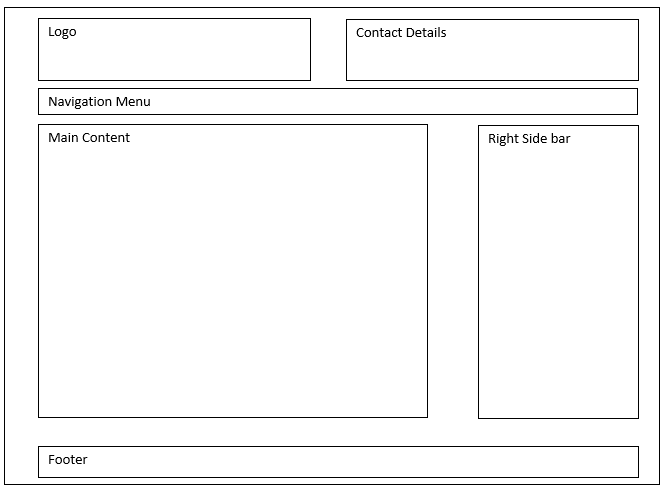 Logo
Contact Details
Navigation Menu
Main Content
Right Side bar
Footer